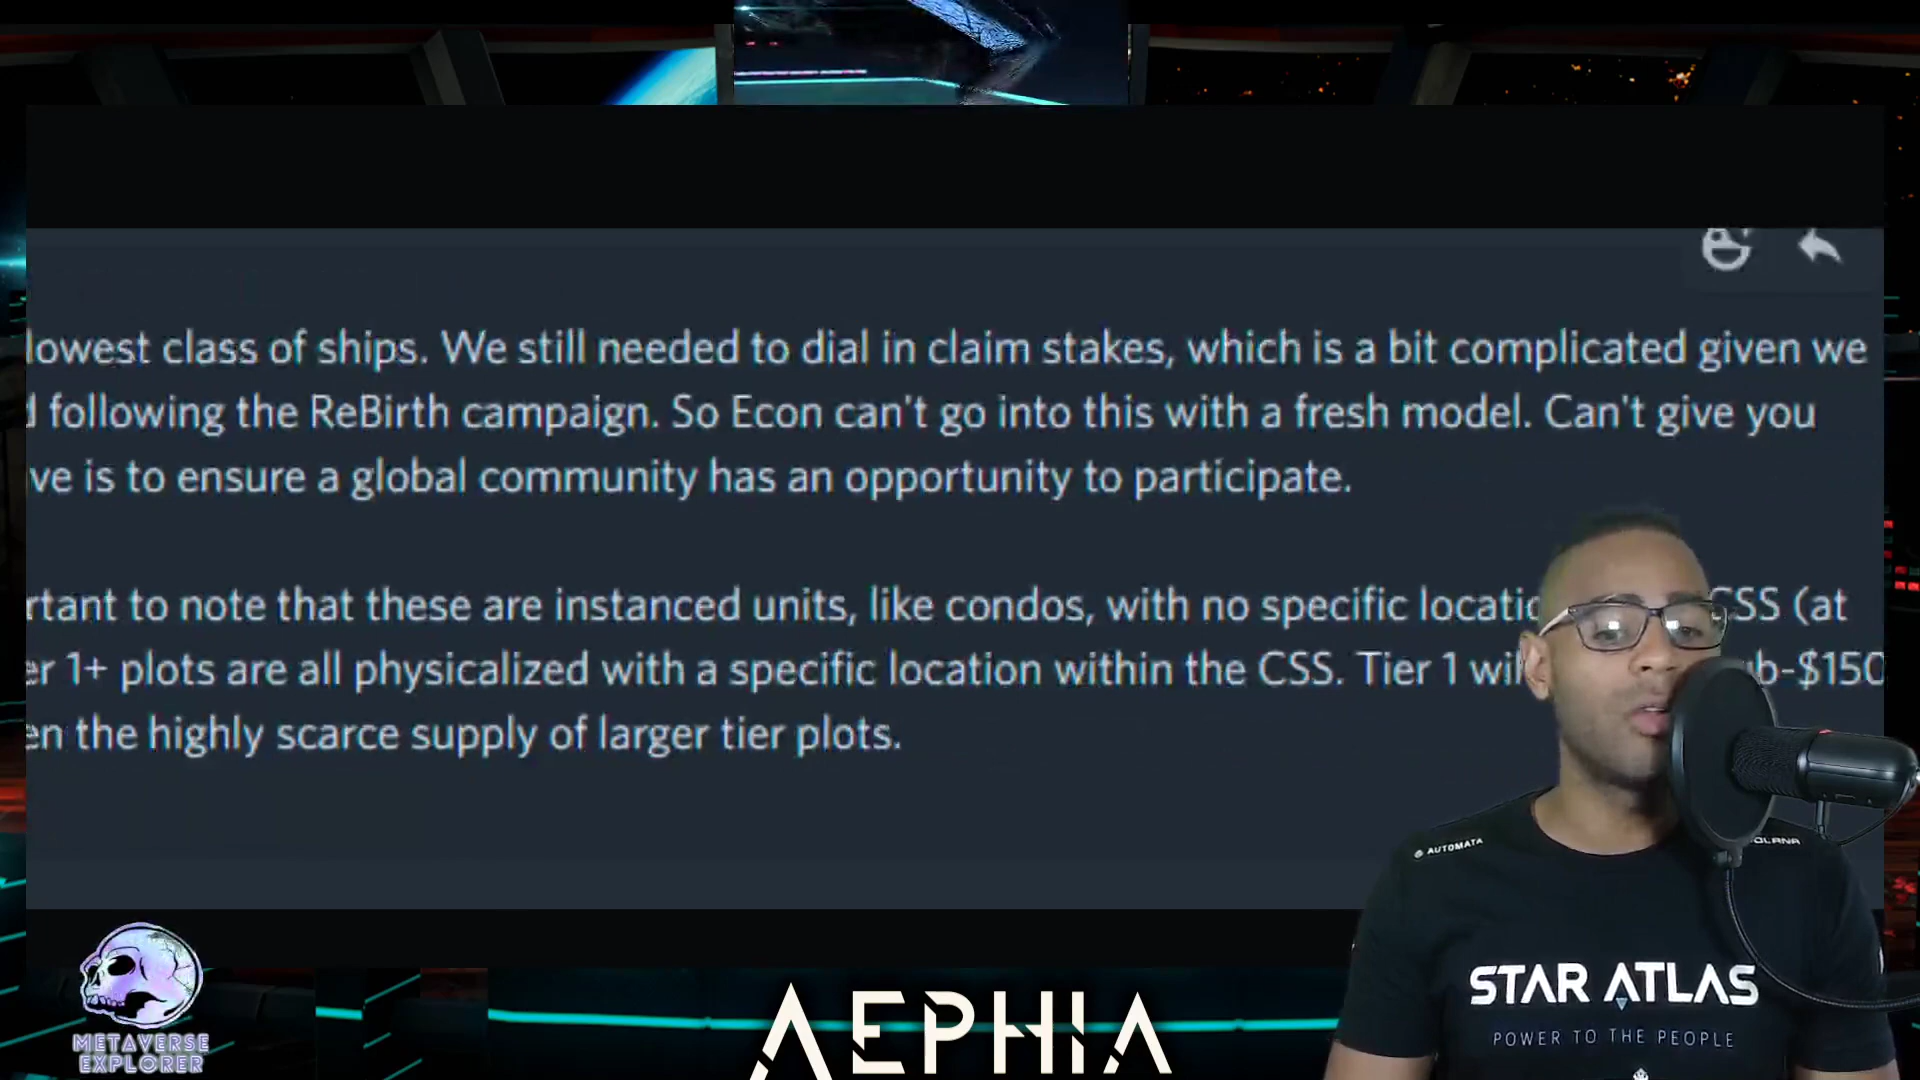 lowest class of ships. We still needed to dial in claim stakes, which is a bit complicated given we
following the ReBirth campaign. So Econ can't go into this with a fresh model. Can't give you
ve is to ensure a global community has an opportunity to participate.
rtant to note that these are instanced units, like condos, with no specific CSS (at
er 1+ plots are all physicalized with a specific location within the CSS. Tier 1 b-$150
en the highly scarce supply of larger tier plots.
AUTOMATA
OLANA
STAR ATLAS
POWER TO THE PEOPLE
METAVERSE
EXPLORER
AEPHIA